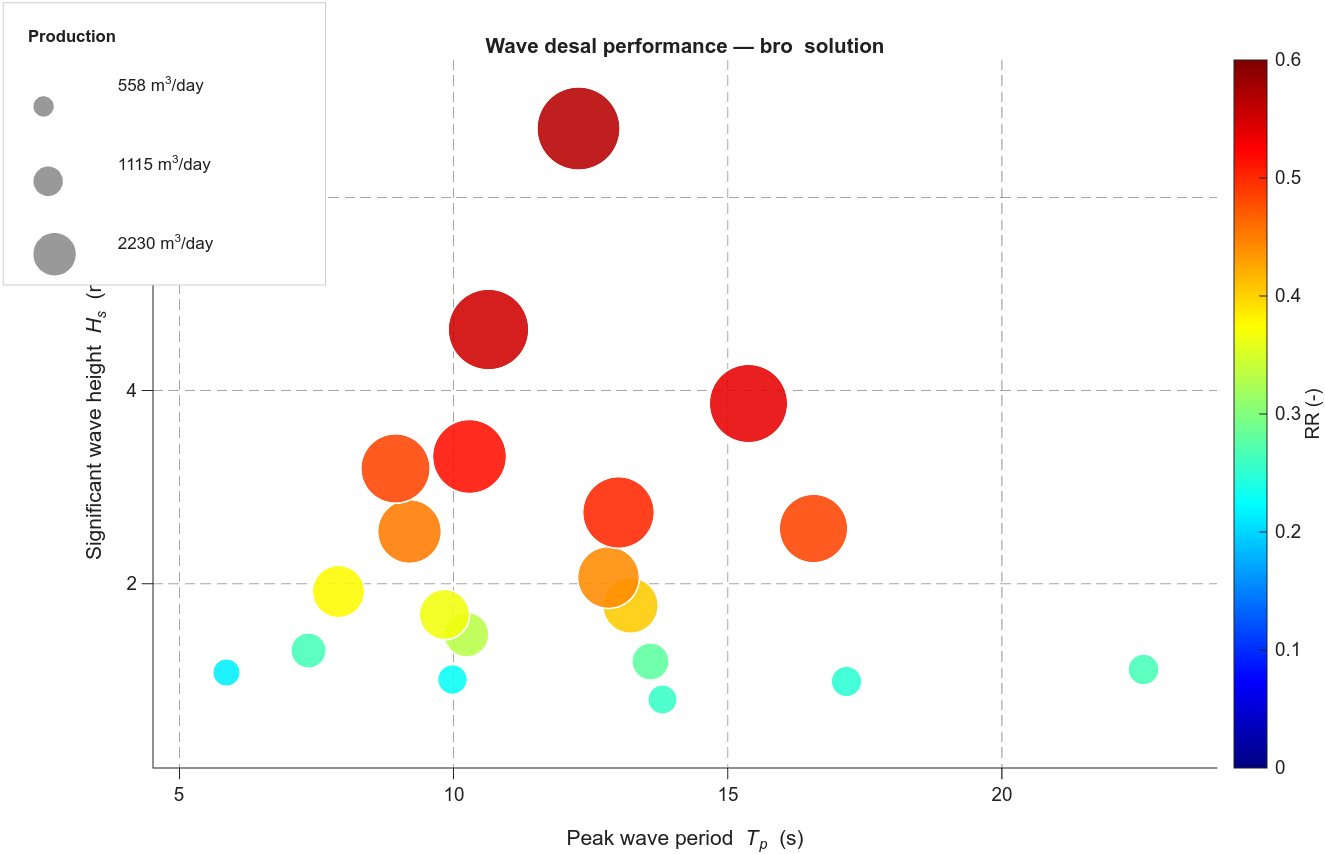 Production
558 m³/day
1115 m³/day
2230 m³/day
Wave desal performance — bro solution
Significant wave height H_s
4
2
5
10
15
20
Peak wave period T_p (s)
0.6
0.5
0.4
0.3
0.2
0.1
0
RR (-)